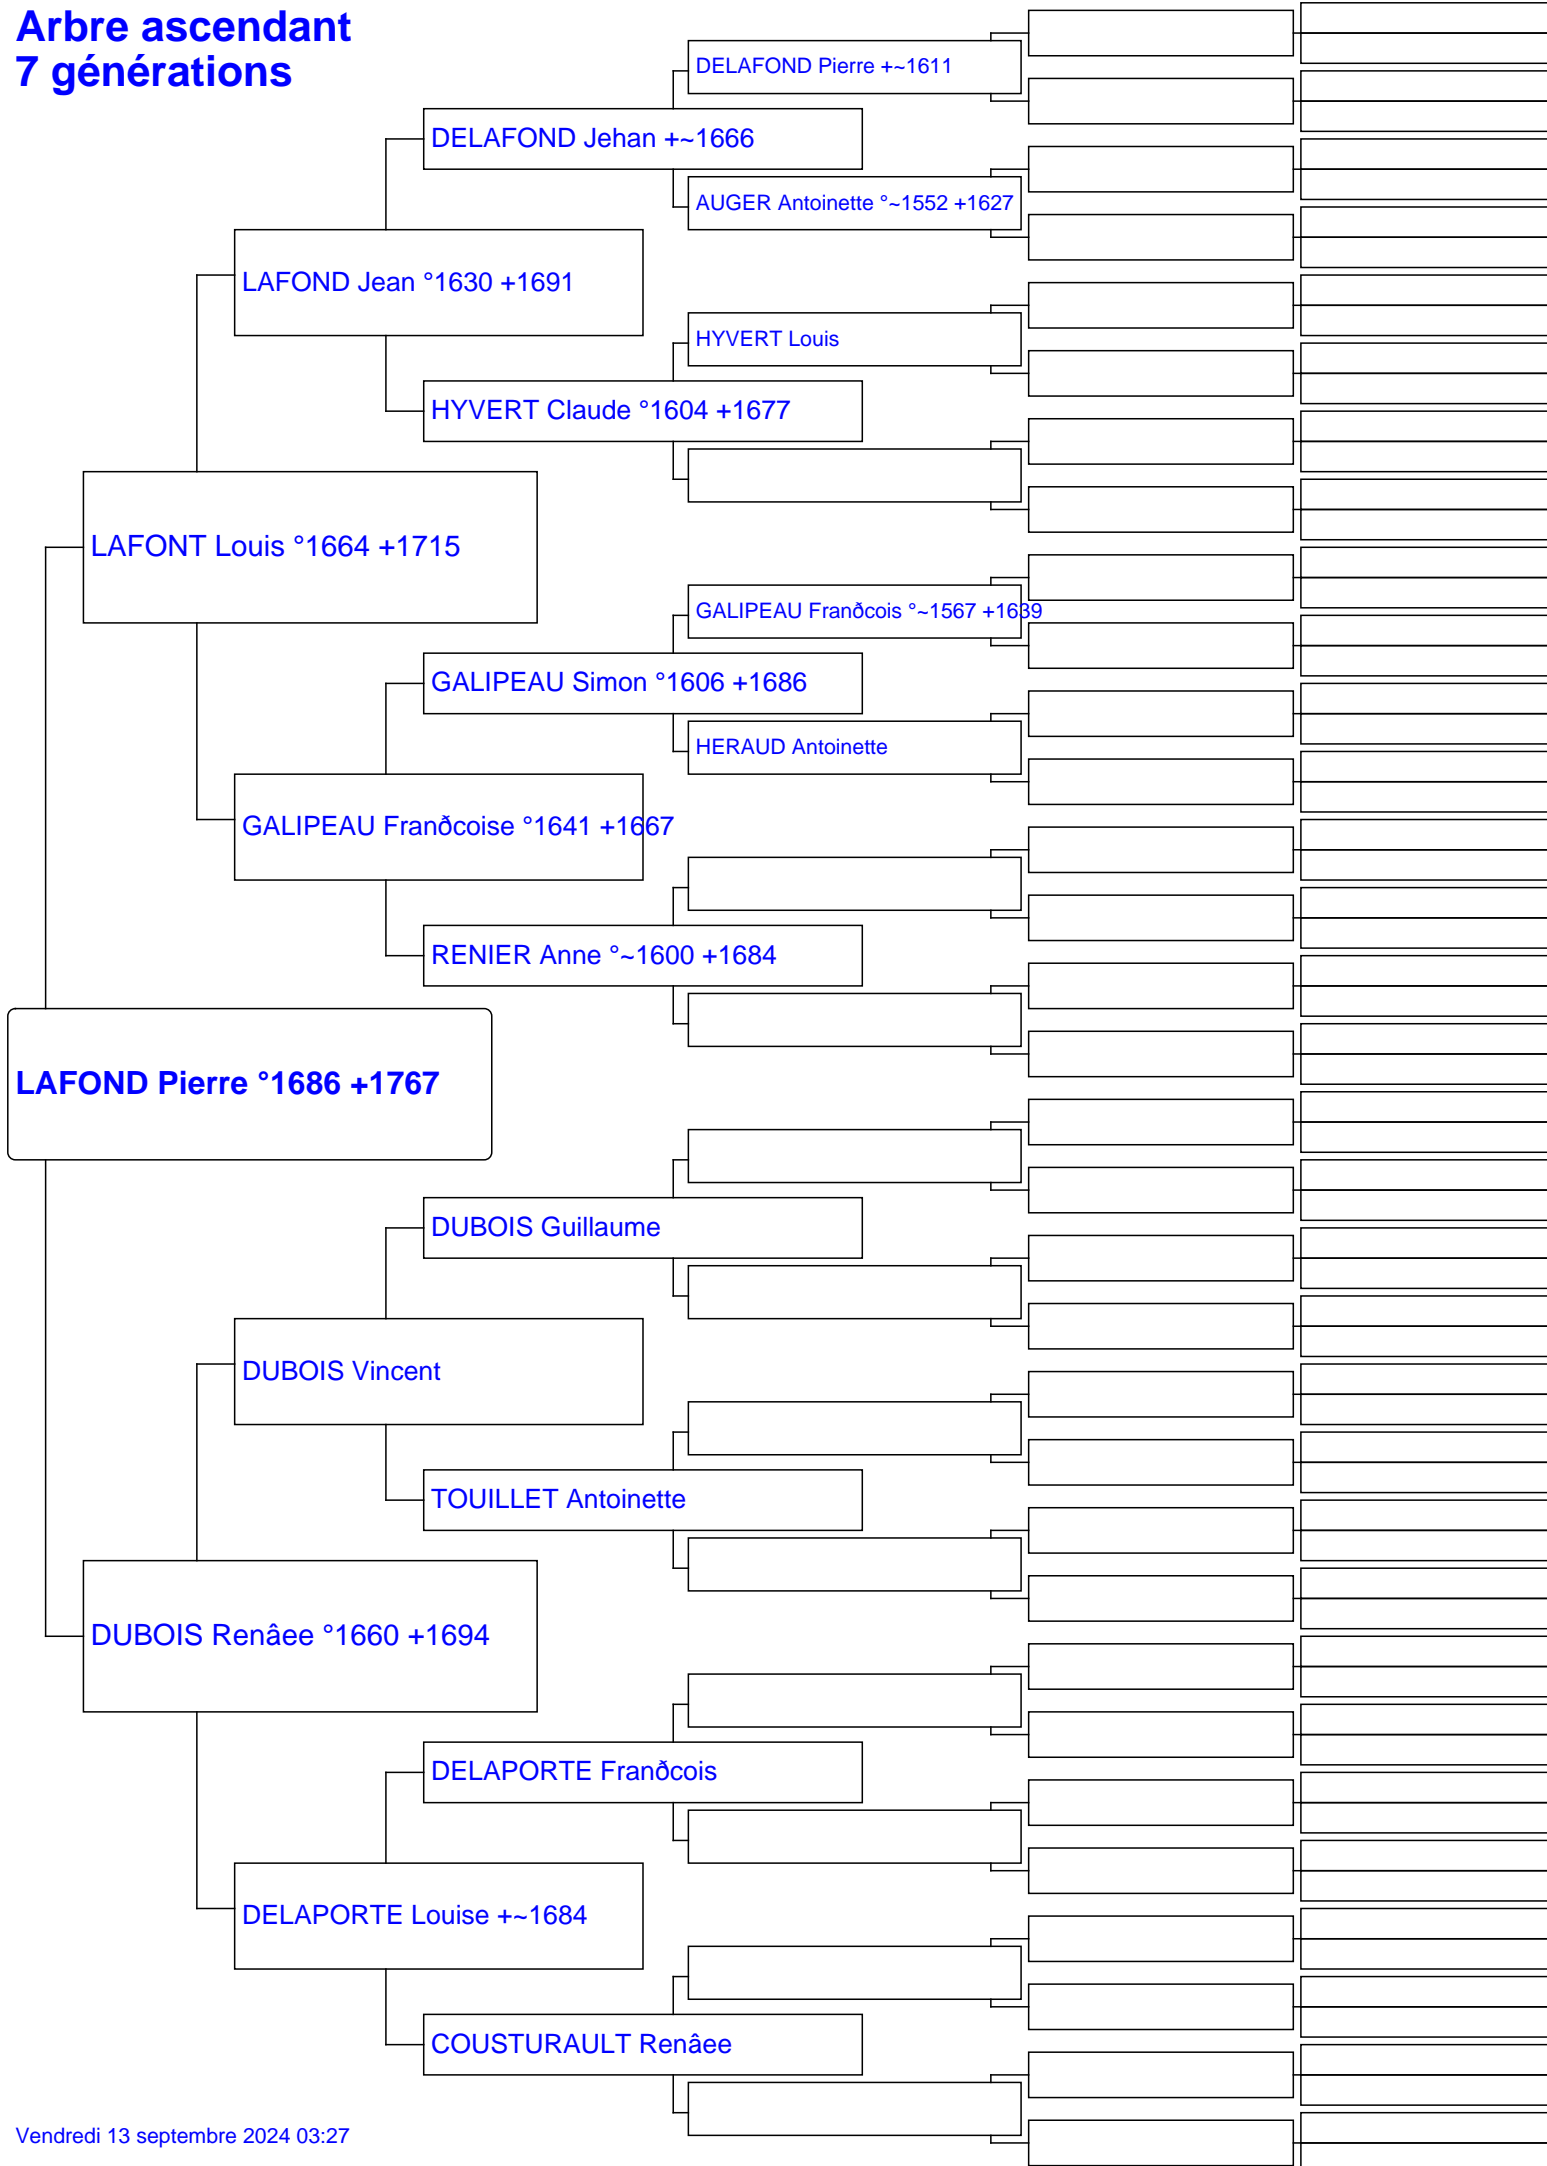 Arbre ascendant
7 générations
DELAFOND Pierre +~1611
DELAFOND Jehan +~1666
AUGER Antoinette °~1552 +1627
LAFOND Jean °1630 +1691
HYVERT Louis
HYVERT Claude °1604 +1677
LAFONT Louis °1664 +1715
GALIPEAU Franðcois °~1567 +1639
GALIPEAU Simon °1606 +1686
HERAUD Antoinette
GALIPEAU Franðcoise °1641 +1667
RENIER Anne °~1600 +1684
LAFOND Pierre °1686 +1767
DUBOIS Guillaume
DUBOIS Vincent
TOUILLET Antoinette
DUBOIS Renâee °1660 +1694
DELAPORTE Franðcois
DELAPORTE Louise +~1684
COUSTURAULT Renâee
Vendredi 13 septembre 2024 03:27